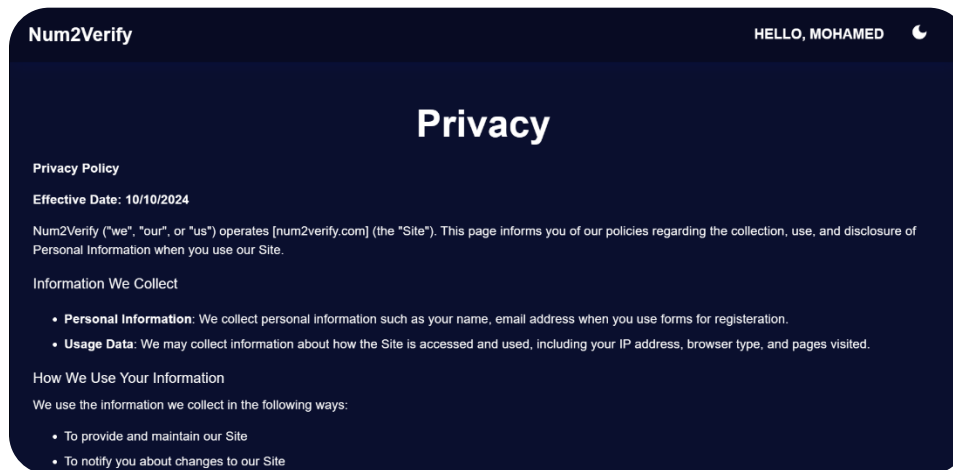 Num2Verify
HELLO, MOHAMED
Privacy
Privacy Policy
Effective Date: 10/10/2024
Num2Verify ("we", "our", or "us") operates [num2verify.com] (the "Site"). This page informs you of our policies regarding the collection, use, and disclosure of
Personal Information when you use our Site.
Information We Collect
• Personal Information: We collect personal information such as your name, email address when you use forms for registeration.
• Usage Data: We may collect information about how the Site is accessed and used, including your IP address, browser type, and pages visited.
How We Use Your Information
We use the information we collect in the following ways:
• To provide and maintain our Site
• To notify you about changes to our Site